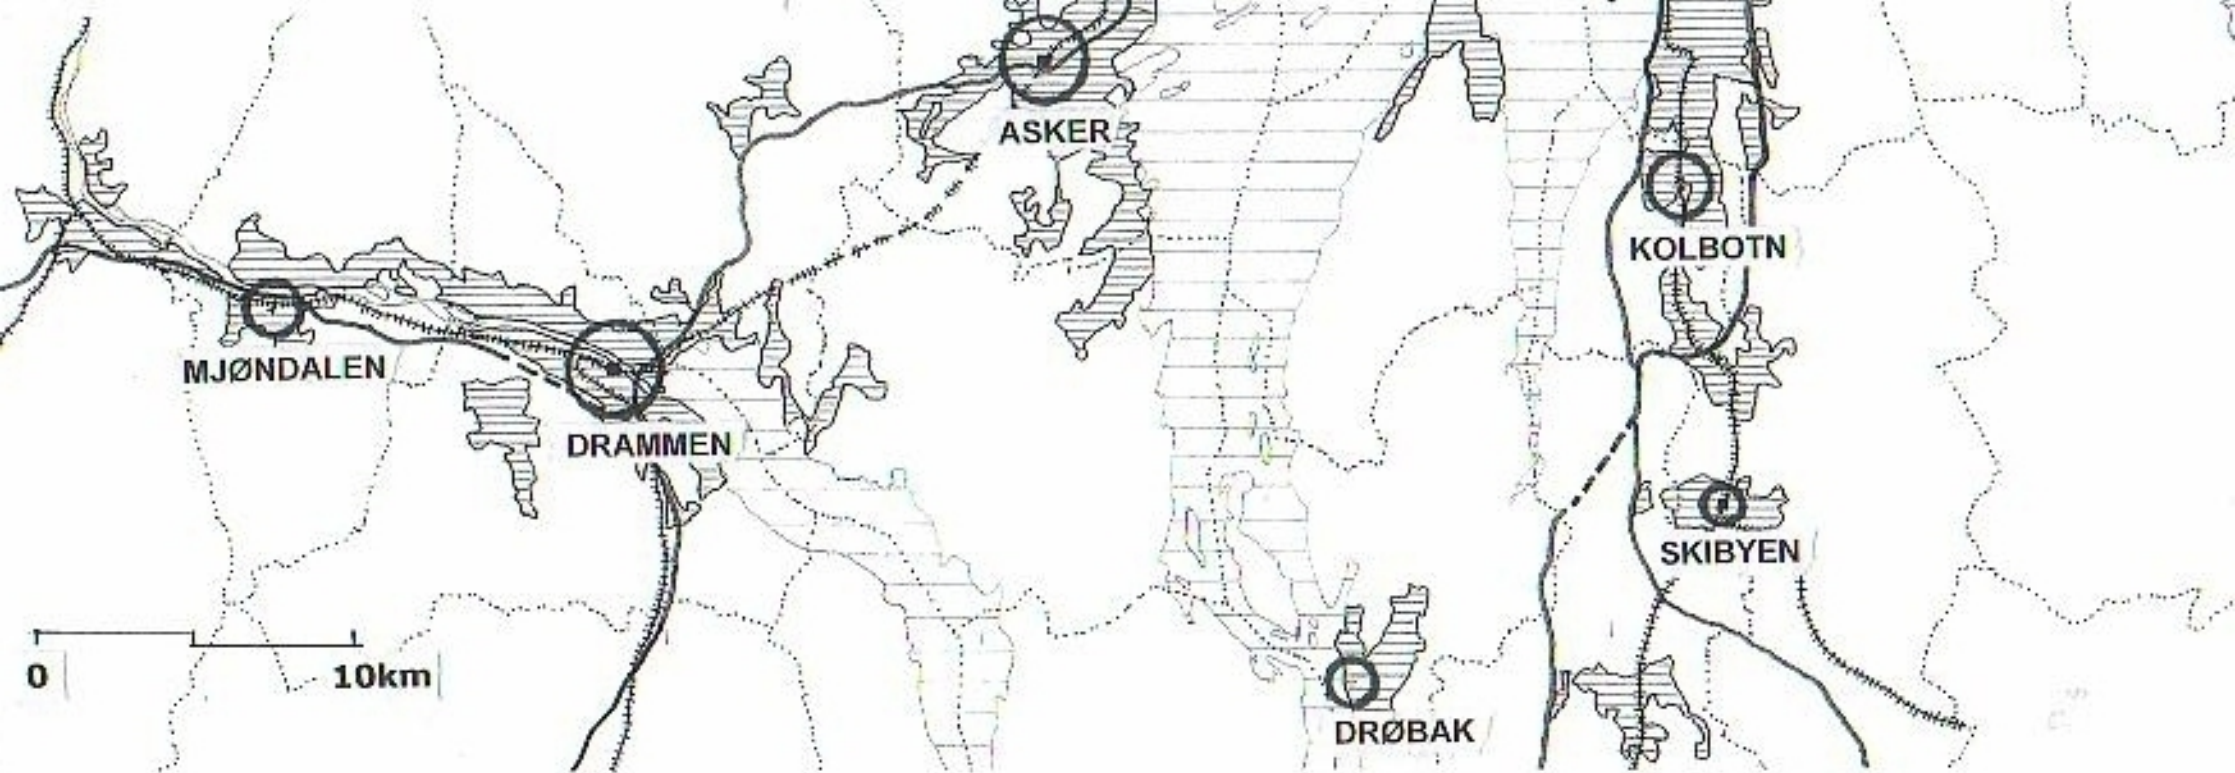 ASKER
KOLBOTN
MJØNDALEN
DRAMMEN
SKIBYEN
0 10km
DRØBAK